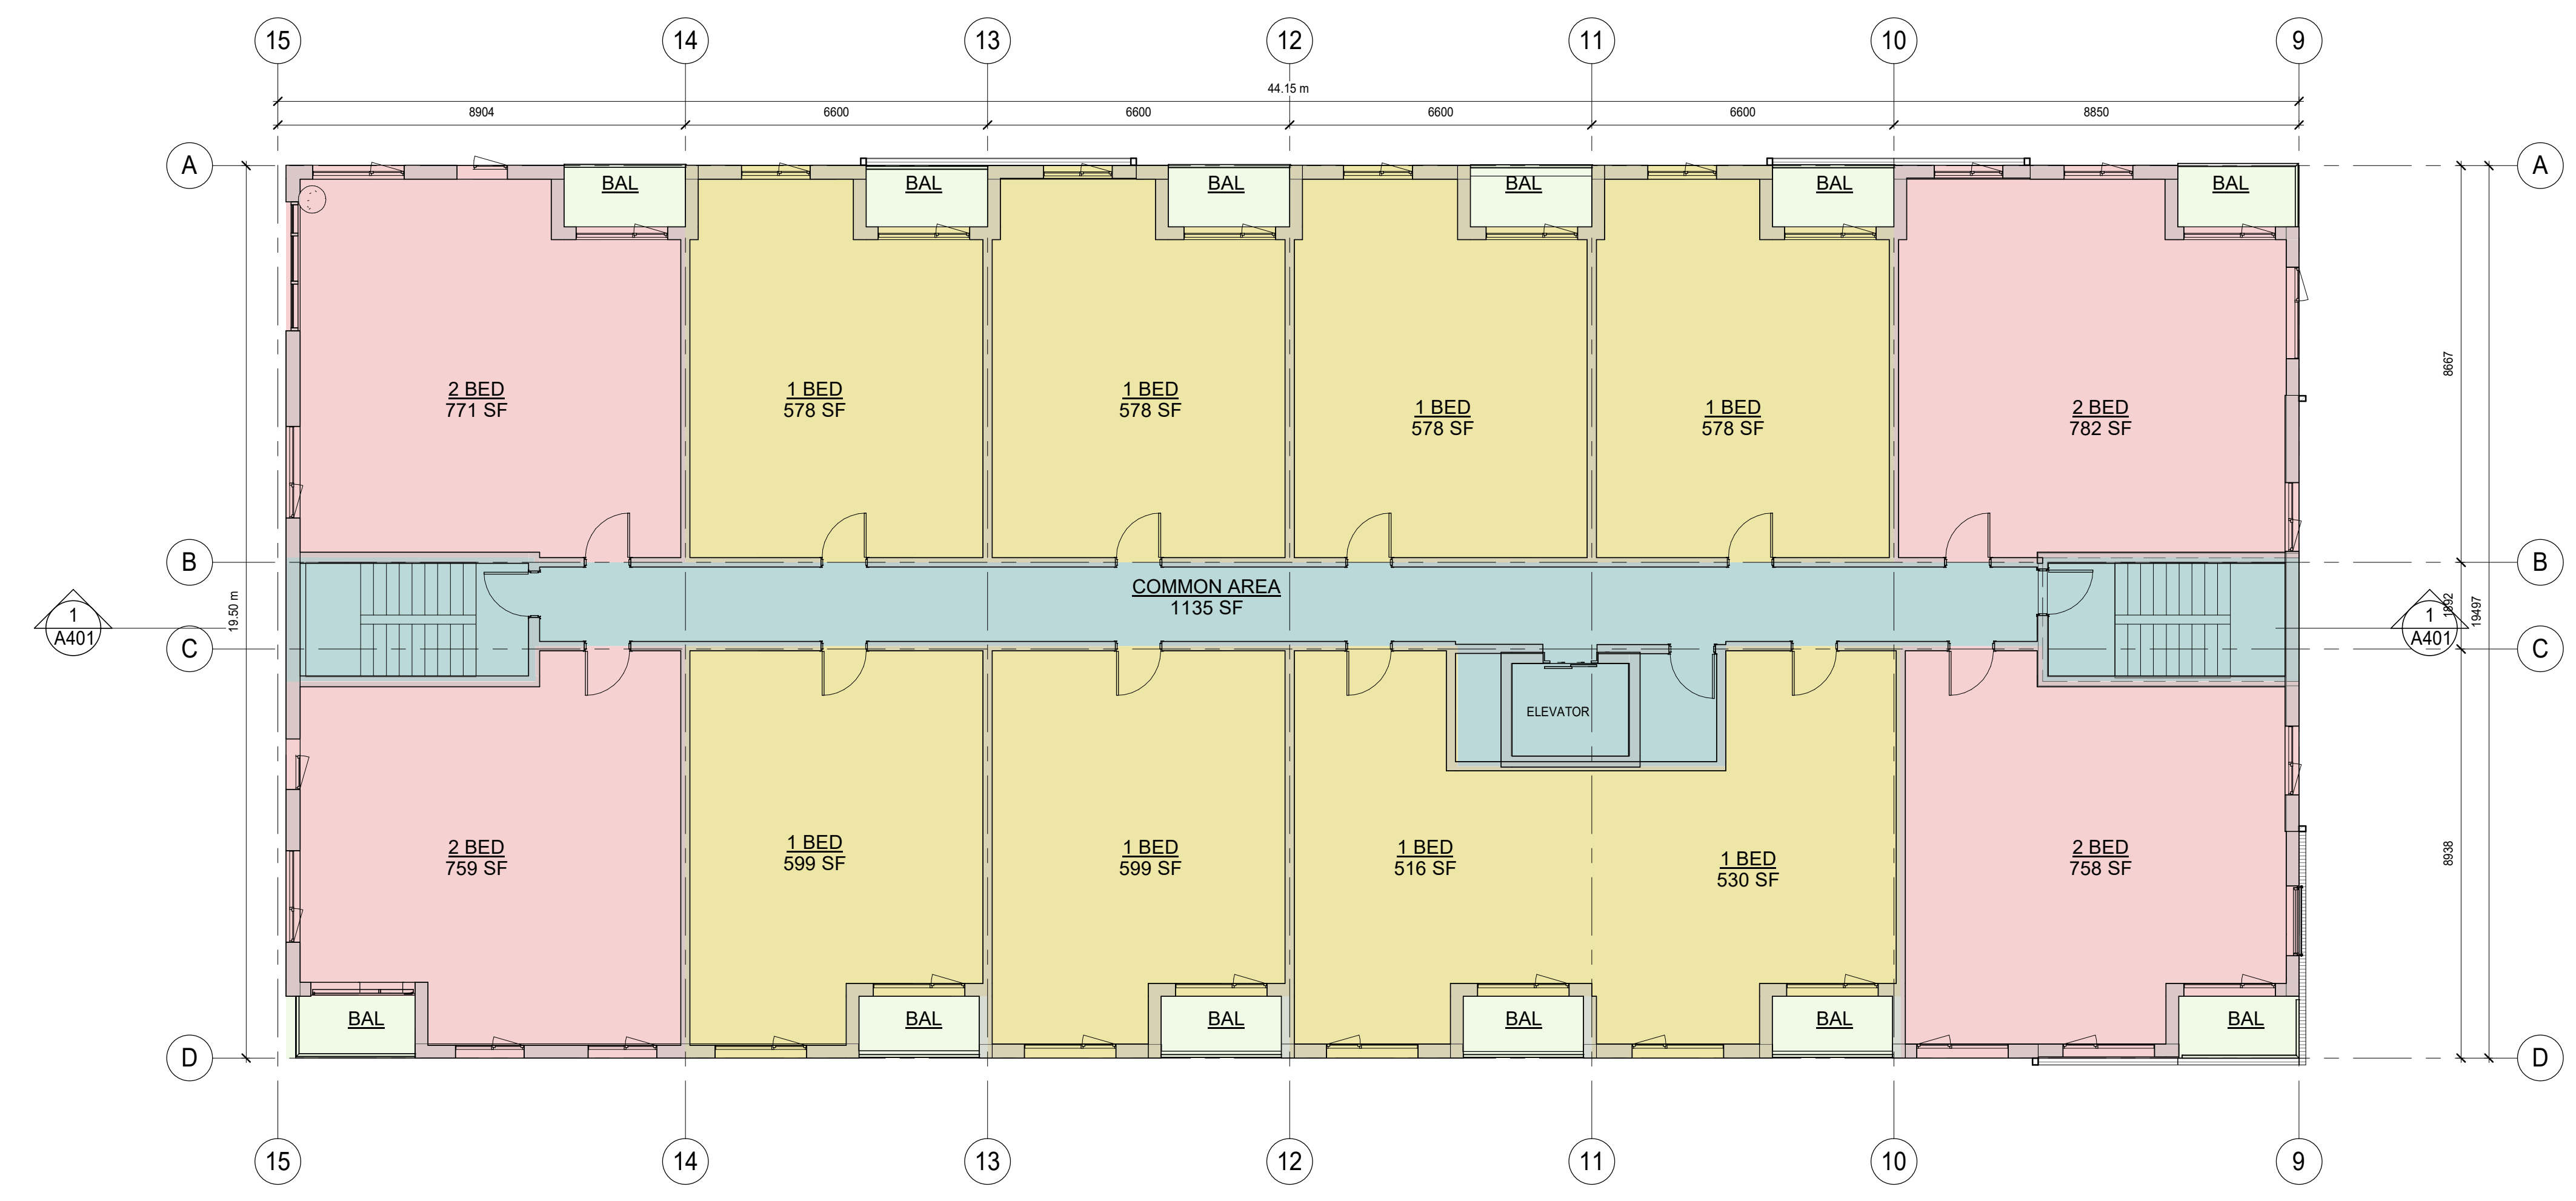 15 14 13 12 11 10 9
44.15 m
8904 6600 6600 6600 6600 8850
A A
BAL BAL BAL BAL BAL BAL
2 BED
771 SF
1 BED
578 SF
1 BED
578 SF
1 BED
578 SF
1 BED
578 SF
2 BED
782 SF
8667
B B
COMMON AREA
1135 SF
1
A401
19.50 m
1892
19497
1
A401
C C
ELEVATOR
2 BED
759 SF
1 BED
599 SF
1 BED
599 SF
1 BED
516 SF
1 BED
530 SF
2 BED
758 SF
8938
BAL BAL BAL BAL BAL BAL
D D
15 14 13 12 11 10 9